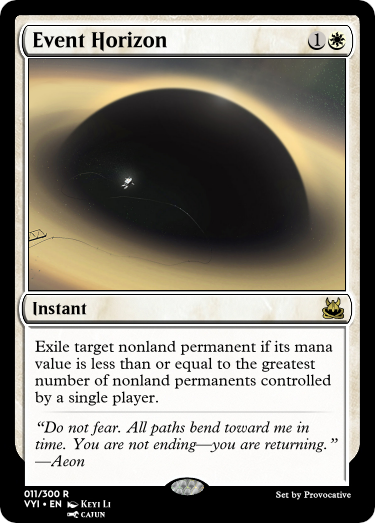 Event Horizon 1
Instant
Exile target nonland permanent if its mana
value is less than or equal to the greatest
number of nonland permanents controlled
by a single player.
“Do not fear. All paths bend toward me in
time. You are not ending—you are returning.”
—Aeon
011/300 R
VYI • EN Keyi Li
CAJUN
Set by Provocative